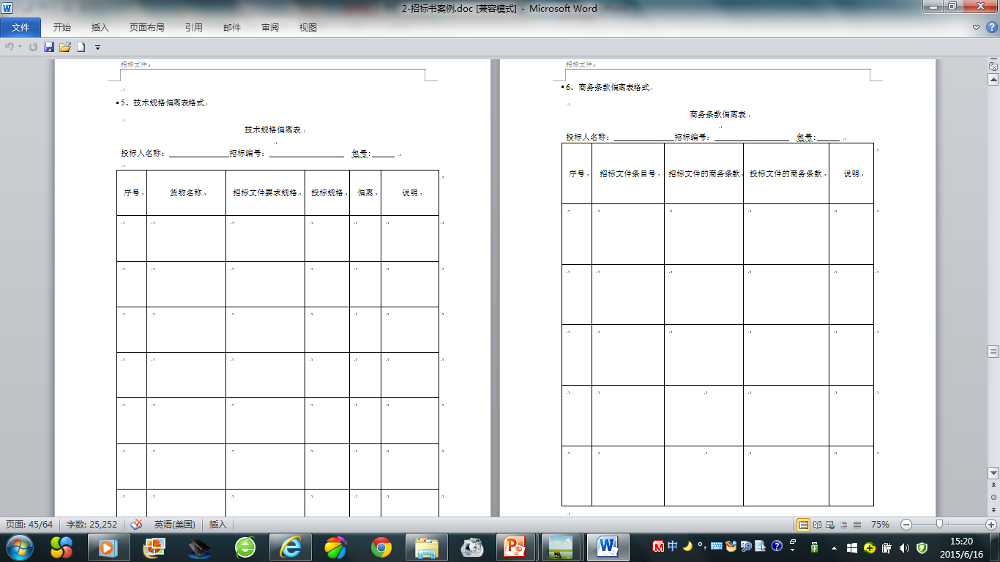 2-招标书案例.doc [兼容模式] - Microsoft Word
文件 开始 插入 页面布局 引用 邮件 审阅 视图
招标文件
5、技术规格偏离表格式
技术规格偏离表
投标人名称： 招标编号： 包号:
序号 货物名称 招标文件要求规格 投标规格 偏离 说明
招标文件
6、商务条款偏离表格式
商务条款偏离表
投标人名称： 招标编号： 包号:
序号 招标文件条目号 招标文件的商务条款 投标文件的商务条款 说明
页面: 45/64 字数: 25,252 英语(美国) 插入 75%
中
15:20
2015/6/16